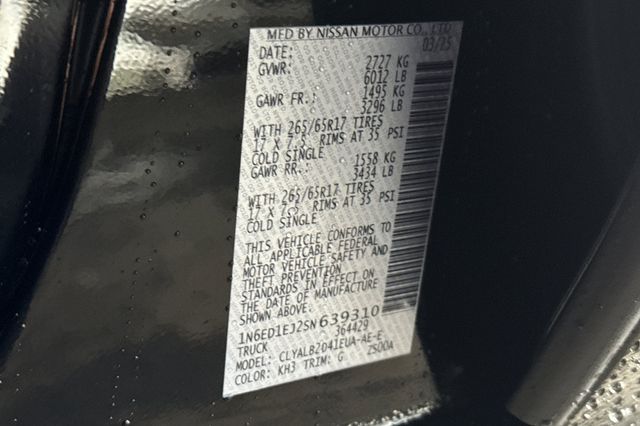 MFD BY NISSAN MOTOR CO., LTD
DATE: 03/25
GVWR: 2727 KG
6012 LB
GAWR FR.: 1495 KG
3296 LB
WITH 265/65R17 TIRES
17 X 7.5 RIMS AT 35 PSI
COLD SINGLE
GAWR RR.: 1558 KG
3434 LB
WITH 265/65R17 TIRES
17 X 7.5 RIMS AT 35 PSI
COLD SINGLE
THIS VEHICLE CONFORMS TO
ALL APPLICABLE FEDERAL
MOTOR VEHICLE SAFETY AND
THEFT PREVENTION
STANDARDS IN EFFECT ON
THE DATE OF MANUFACTURE
SHOWN ABOVE:
1N6ED1EJ2SN639310
TRUCK 364429
MODEL: CLYALB2D41EUA-AE-E
COLOR: KH3 TRIM: G 2500A